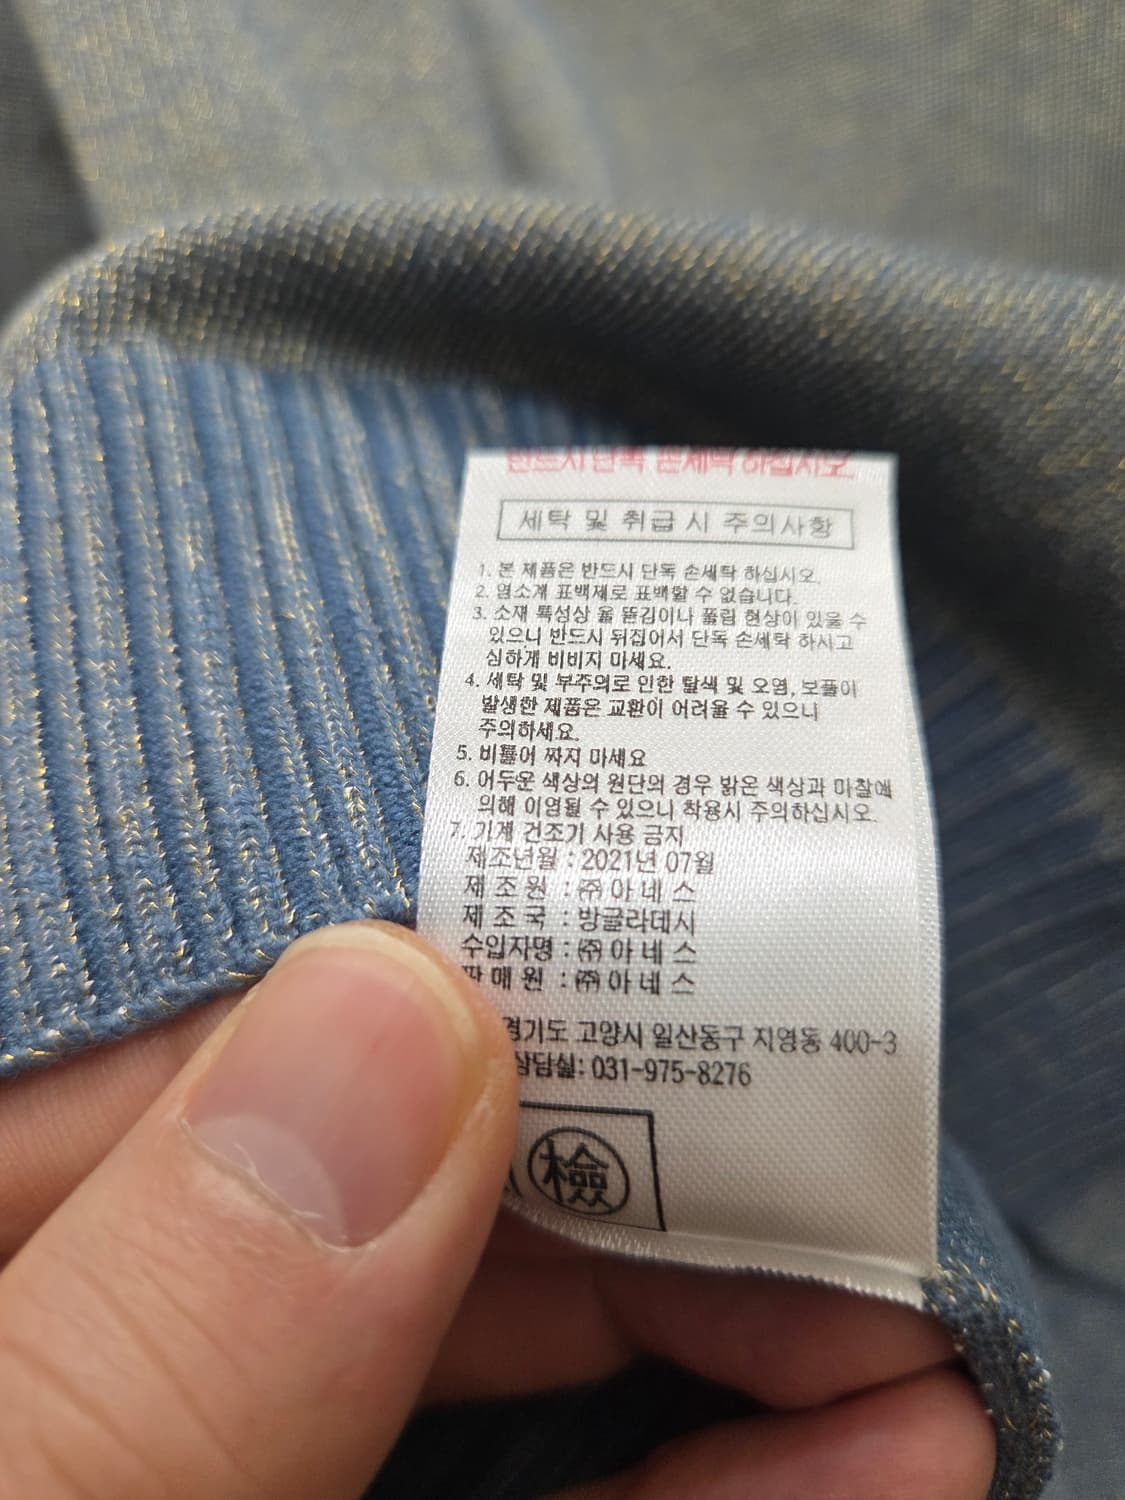 반드시 단독 손세탁 하십시오
세탁 및 취급 시 주의사항
1. 본 제품은 반드시 단독 손세탁 하십시오.
2. 염소계 표백제로 표백할 수 없습니다.
3. 소재 특성상 올 뜯김이나 풀림 현상이 있을 수
있으니 반드시 뒤집어서 단독 손세탁 하시고
심하게 비비지 마세요.
4. 세탁 및 부주의로 인한 탈색 및 오염, 보풀이
발생한 제품은 교환이 어려울 수 있으니
주의하세요.
5. 비틀어 짜지 마세요
6. 어두운 색상의 원단의 경우 밝은 색상과 마찰에
의해 이염될 수 있으니 착용시 주의하십시오.
7. 기계 건조기 사용 금지
제조년월 : 2021년 07월
제 조 원 : ㈜아네스
제 조 국 : 방글라데시
수입자명 : ㈜아네스
판 매 원 : ㈜아네스
경기도 고양시 일산동구 지영동 400-3
상담실: 031-975-8276
檢